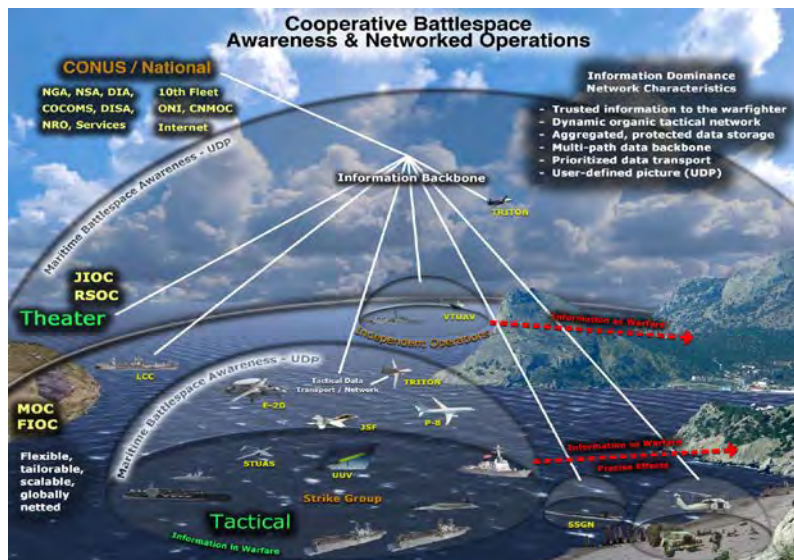 Cooperative Battlespace
Awareness & Networked Operations
CONUS / National
NGA, NSA, DIA,
COCOMS, DISA,
NRO, Services
10th Fleet
ONI, CNMOC
Internet
Information Dominance
Network Characteristics
- Trusted information to the warfighter
- Dynamic organic tactical network
- Aggregated, protected data storage
- Multi-path data backbone
- Prioritized data transport
- User-defined picture (UDP)
Maritime Battlespace Awareness - UDP
Information Backbone
TRITON
JIOC
RSOC
Theater
VTUAV
Independent Operations
Information as Warfare
LCC
Maritime Battlespace Awareness - UDP
Tactical Data
Transport / Network
TRITON
E-2D
JSF
P-8
MOC
FIOC
Flexible,
tailorable,
scalable,
globally
netted
STUAS
UUV
Information as Warfare
Precise Effects
Strike Group
Tactical
Information in Warfare
SSGN